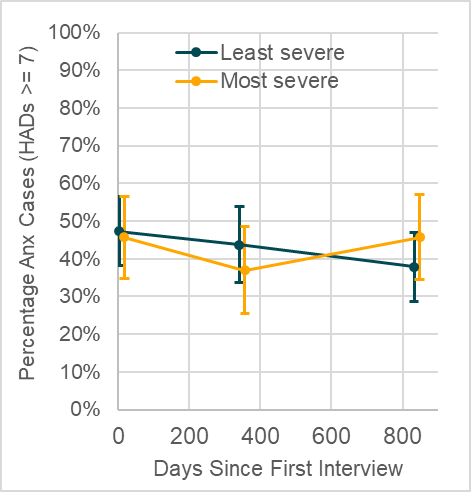 100%
90%
80%
70%
60%
50%
40%
30%
20%
10%
0%
Percentage Anx Cases (HADs >= 7)
Least severe
Most severe
0 200 400 600 800
Days Since First Interview